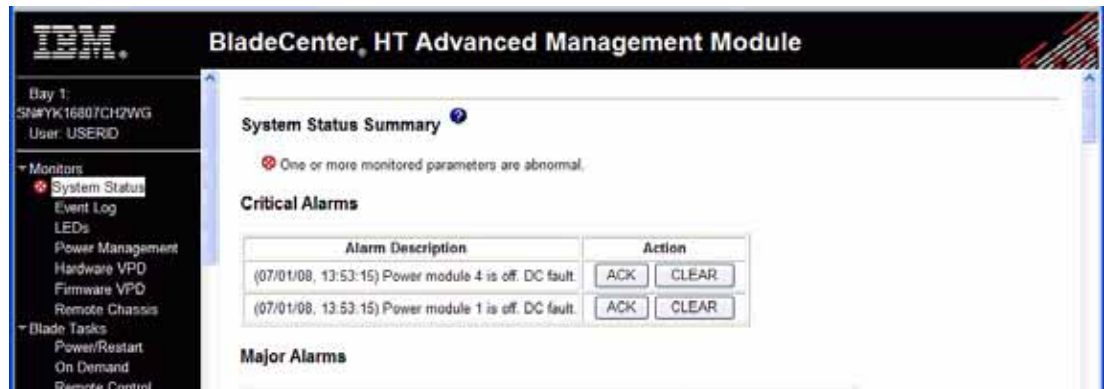 IBM.
BladeCenter® HT Advanced Management Module
Bay 1:
SN#YK16807CH2WG
User: USERID
Monitors
System Status
Event Log
LEDs
Power Management
Hardware VPD
Firmware VPD
Remote Chassis
Blade Tasks
Power/Restart
On Demand
Remote Control
System Status Summary ?
One or more monitored parameters are abnormal.
Critical Alarms
Alarm Description Action
(07/01/08, 13:53:15) Power module 4 is off. DC fault. ACK CLEAR
(07/01/08, 13:53:15) Power module 1 is off. DC fault. ACK CLEAR
Major Alarms